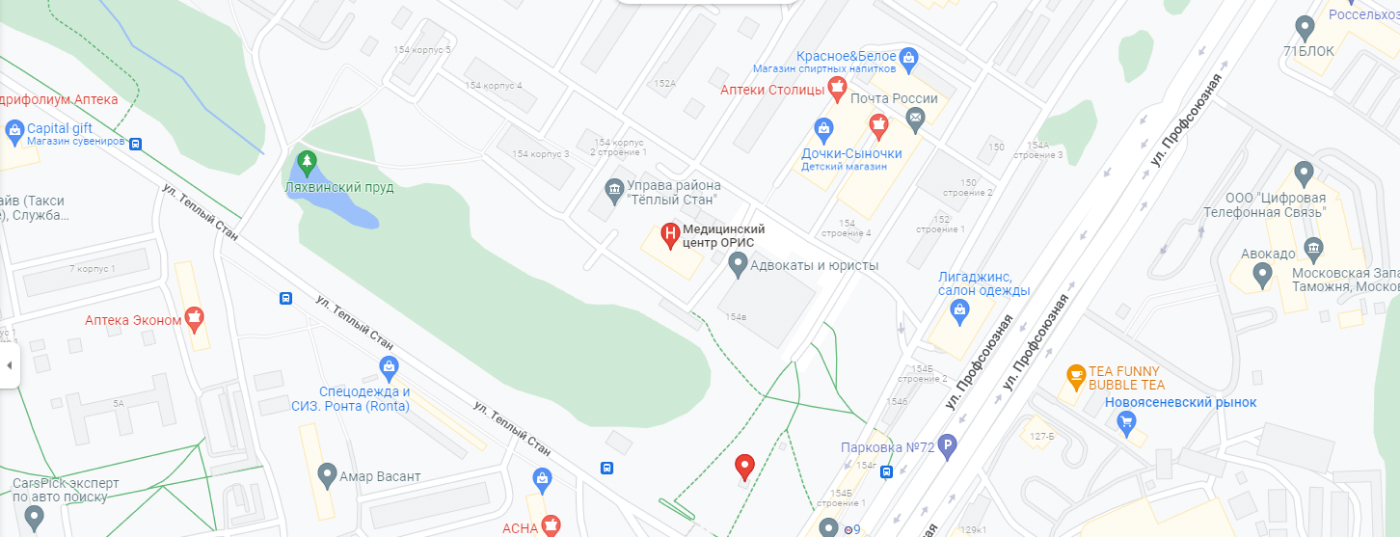 Россельхоз
71БЛОК
154 корпус 5
Красное&Белое
Магазин спиртных напитков
154 корпус 4
152А
Аптеки Столицы
Почта России
ул. Профсоюзная
дрифолиум Аптека
Capital gift
Магазин сувениров
154 корпус 3
154 корпус
2 строение 1
Дочки-Сыночки
Детский магазин
150
154А
строение 3
Ляхвинский пруд
Управа района
"Тёплый Стан"
150
строение 2
ООО "Цифровая
Телефонная Связь"
айв (Такси
е), Служба...
ул. Теплый Стан
Медицинский
центр ОРИС
154
строение 4
152
строение 1
Авокадо
Московская Запа
Таможня, Москов
7 корпус 1
Адвокаты и юристы
Лигаджинс,
салон одежды
Аптека Эконом
ул. Теплый Стан
154в
ул. Профсоюзная
ул. Профсоюзная
5А
Спецодежда и
СИЗ. Ронта (Ronta)
154Б
строение 2
154б
TEA FUNNY
BUBBLE TEA
Новоясеневский рынок
ул. Теплый Стан
127-Б
Парковка №72
154г
CarsPick эксперт
по авто поиску
Амар Васант
154Б
строение 1
АСНА
о9
129к1